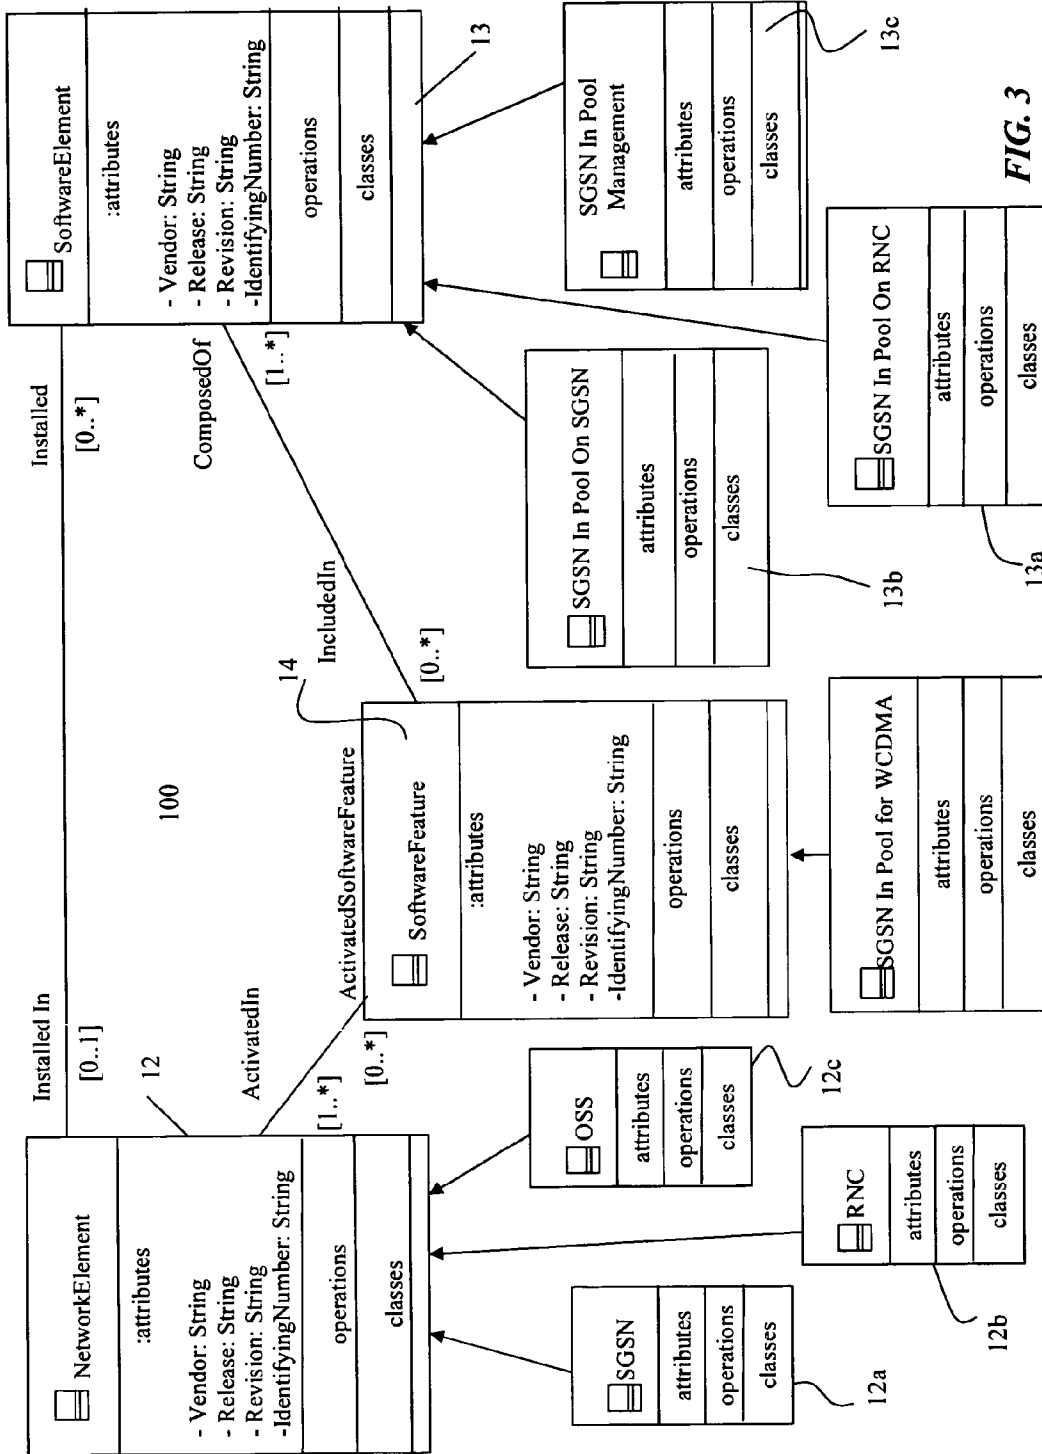 Installed In
Installed
[0..1]
[0..*]
NetworkElement
:attributes
- Vendor: String
- Release: String
- Revision: String
-IdentifyingNumber: String
operations
classes
12
100
ActivatedIn
[1..*]
ActivatedSoftwareFeature
[0..*]
14
SoftwareFeature
:attributes
- Vendor: String
- Release: String
- Revision: String
-IdentifyingNumber: String
operations
classes
IncludedIn
[0..*]
ComposedOf
[1..*]
SoftwareElement
:attributes
- Vendor: String
- Release: String
- Revision: String
-IdentifyingNumber: String
operations
classes
13
SGSN
attributes
operations
classes
12a
OSS
attributes
operations
classes
12c
RNC
attributes
operations
classes
12b
SGSN In Pool for WCDMA
attributes
operations
classes
SGSN In Pool On SGSN
attributes
operations
classes
13b
SGSN In Pool On RNC
attributes
operations
classes
13a
SGSN In Pool
Management
attributes
operations
classes
13c
FIG. 3